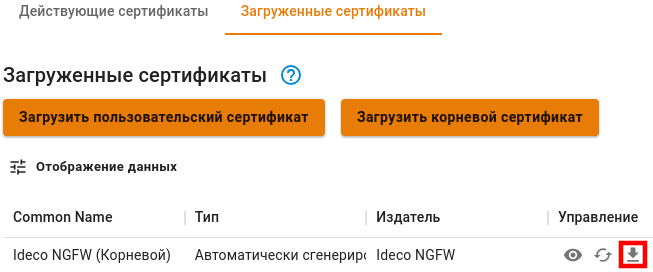 Действующие сертификаты Загруженные сертификаты
Загруженные сертификаты
Загрузить пользовательский сертификат Загрузить корневой сертификат
Отображение данных
Common Name Тип Издатель Управление
Ideco NGFW (Корневой) Автоматически сгенериро Ideco NGFW